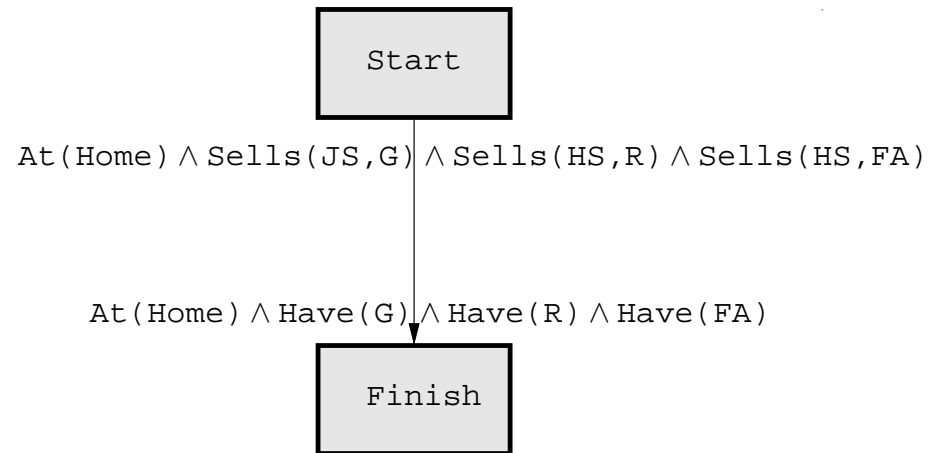 Start
At(Home) ∧ Sells(JS,G) ∧ Sells(HS,R) ∧ Sells(HS,FA)
At(Home) ∧ Have(G) ∧ Have(R) ∧ Have(FA)
Finish